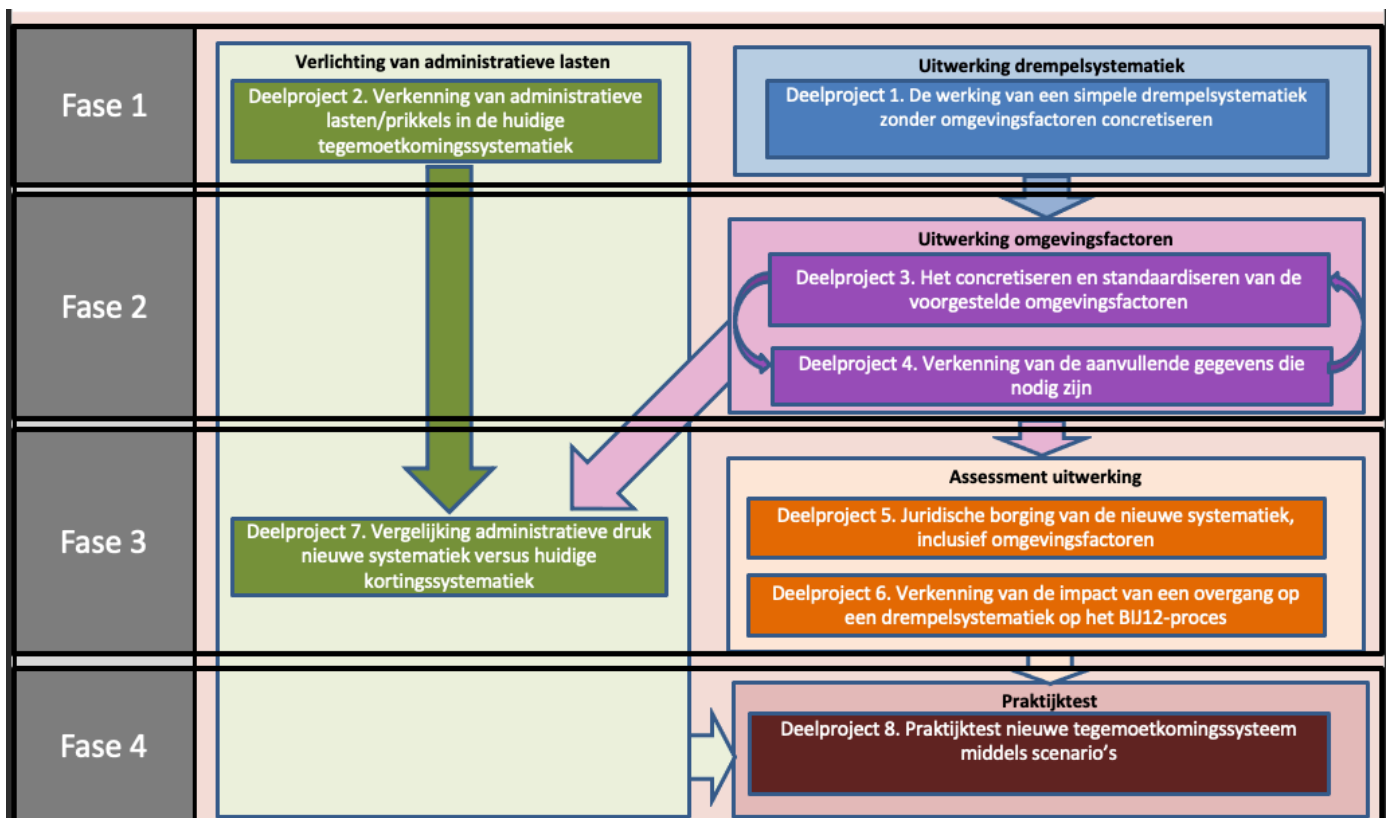 Fase 1
Verlichting van administratieve lasten
Deelproject 2. Verkenning van administratieve
lasten/prikkels in de huidige
tegemoetkomingssystematiek
Uitwerking drempelsystematiek
Deelproject 1. De werking van een simpele drempelsystematiek
zonder omgevingsfactoren concretiseren
Fase 2
Uitwerking omgevingsfactoren
Deelproject 3. Het concretiseren en standaardiseren van de
voorgestelde omgevingsfactoren
Deelproject 4. Verkenning van de aanvullende gegevens die
nodig zijn
Fase 3
Deelproject 7. Vergelijking administratieve druk
nieuwe systematiek versus huidige
kortingssystematiek
Assessment uitwerking
Deelproject 5. Juridische borging van de nieuwe systematiek,
inclusief omgevingsfactoren
Deelproject 6. Verkenning van de impact van een overgang op
een drempelsystematiek op het BIJ12-proces
Fase 4
Praktijktest
Deelproject 8. Praktijktest nieuwe tegemoetkomingssysteem
middels scenario's